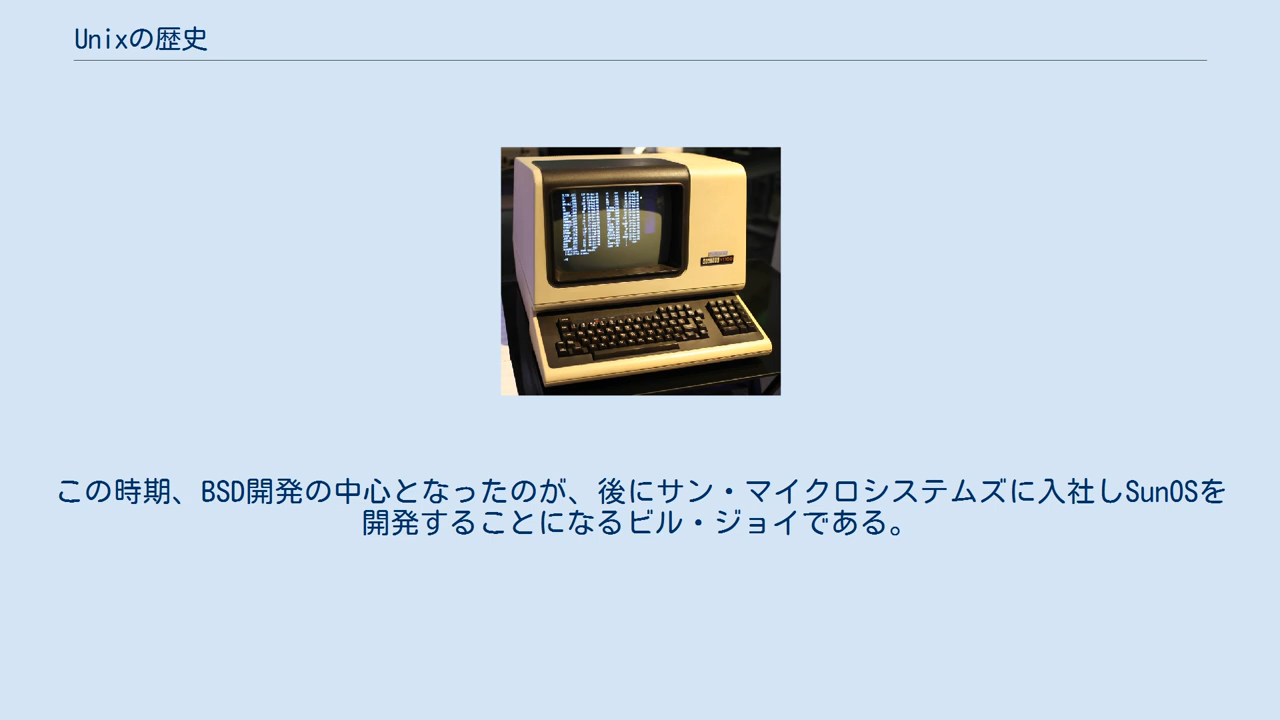 Unixの歴史
この時期、BSD開発の中心となったのが、後にサン・マイクロシステムズに入社しSunOSを
開発することになるビル・ジョイである。